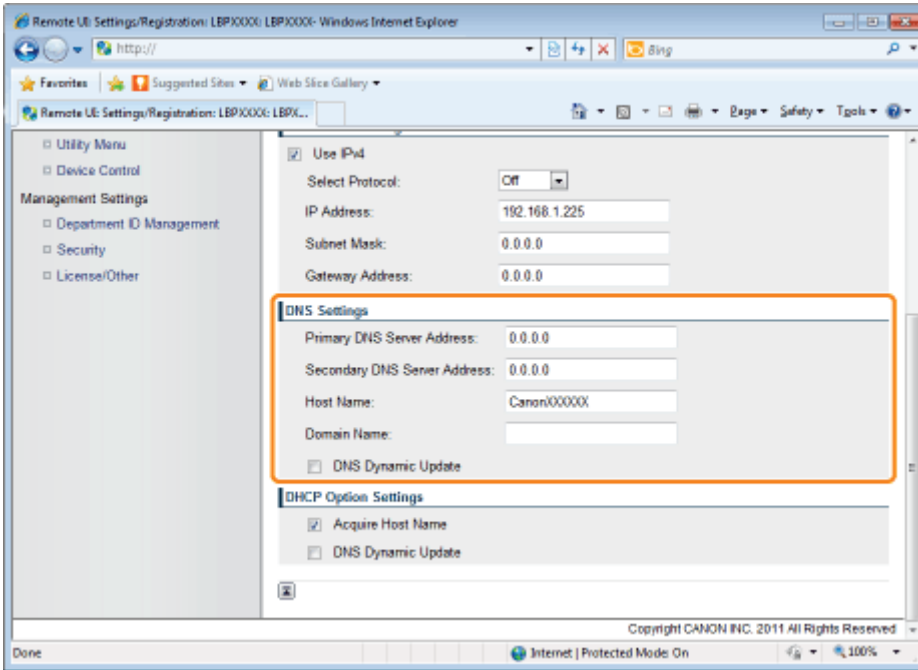 Remote UI: Settings/Registration: LBPXXXX: LBPXXXX- Windows Internet Explorer
http://
Bing
Favorites Suggested Sites Web Slice Gallery
Remote UI: Settings/Registration: LBPXXXX: LBPX... Page Safety Tools
Utility Menu
Device Control
Management Settings
Department ID Management
Security
License/Other
Use IPv4
Select Protocol: Off
IP Address: 192.168.1.225
Subnet Mask: 0.0.0.0
Gateway Address: 0.0.0.0
DNS Settings
Primary DNS Server Address: 0.0.0.0
Secondary DNS Server Address: 0.0.0.0
Host Name: CanonXXXXXX
Domain Name:
DNS Dynamic Update
DHCP Option Settings
Acquire Host Name
DNS Dynamic Update
Copyright CANON INC. 2011 All Rights Reserved
Done Internet | Protected Mode: On 100%